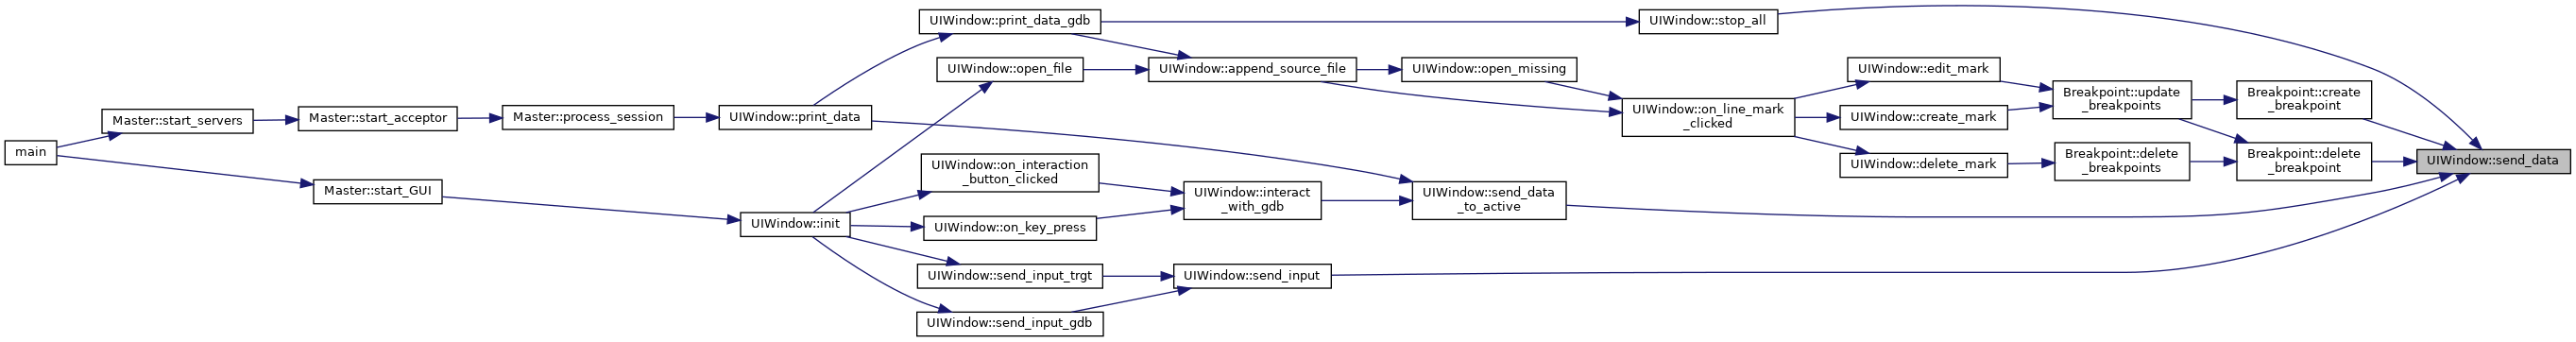 main
Master::start_servers
Master::start_GUI
Master::start_acceptor
Master::process_session
UIWindow::print_data
UIWindow::init
UIWindow::print_data_gdb
UIWindow::open_file
UIWindow::on_interaction
_button_clicked
UIWindow::on_key_press
UIWindow::send_input_trgt
UIWindow::send_input_gdb
UIWindow::append_source_file
UIWindow::interact
_with_gdb
UIWindow::send_input
UIWindow::open_missing
UIWindow::send_data
_to_active
UIWindow::stop_all
UIWindow::on_line_mark
_clicked
UIWindow::edit_mark
UIWindow::create_mark
UIWindow::delete_mark
Breakpoint::update
_breakpoints
Breakpoint::delete
_breakpoints
Breakpoint::create
_breakpoint
Breakpoint::delete
_breakpoint
UIWindow::send_data